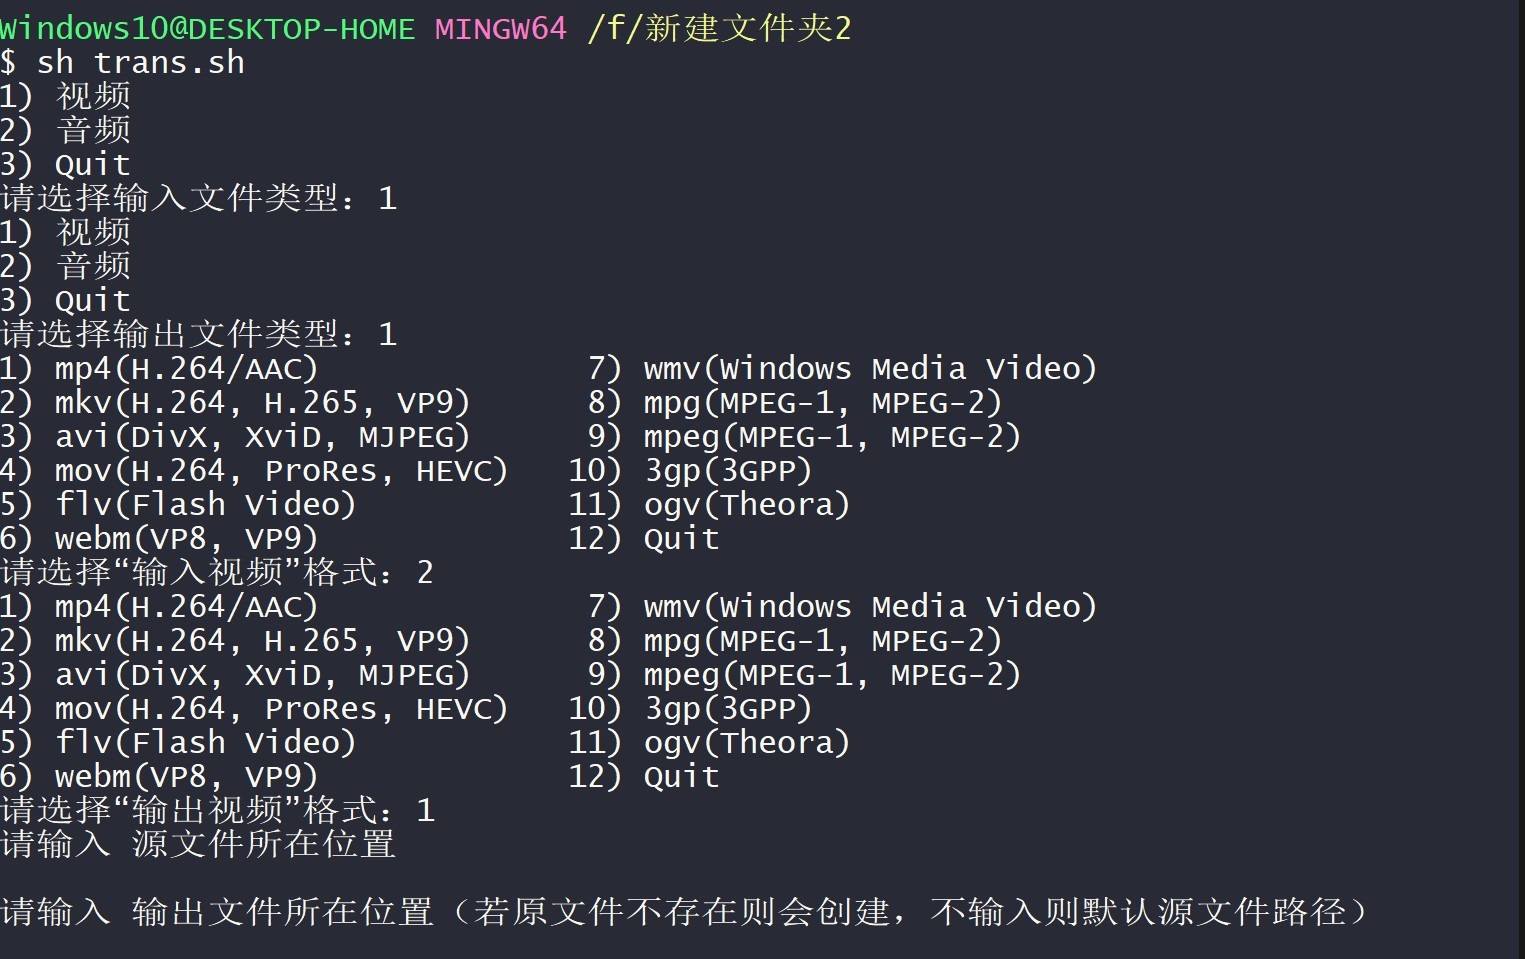 Windows10@DESKTOP-HOME MINGW64 /f/新建文件夹2
$ sh trans.sh
1) 视频
2) 音频
3) Quit
请选择输入文件类型：1
1) 视频
2) 音频
3) Quit
请选择输出文件类型：1
1) mp4(H.264/AAC)              7) wmv(Windows Media Video)
2) mkv(H.264, H.265, VP9)      8) mpg(MPEG-1, MPEG-2)
3) avi(DivX, XviD, MJPEG)      9) mpeg(MPEG-1, MPEG-2)
4) mov(H.264, ProRes, HEVC)   10) 3gp(3GPP)
5) flv(Flash Video)           11) ogv(Theora)
6) webm(VP8, VP9)             12) Quit
请选择“输入视频”格式：2
1) mp4(H.264/AAC)              7) wmv(Windows Media Video)
2) mkv(H.264, H.265, VP9)      8) mpg(MPEG-1, MPEG-2)
3) avi(DivX, XviD, MJPEG)      9) mpeg(MPEG-1, MPEG-2)
4) mov(H.264, ProRes, HEVC)   10) 3gp(3GPP)
5) flv(Flash Video)           11) ogv(Theora)
6) webm(VP8, VP9)             12) Quit
请选择“输出视频”格式：1
请输入 源文件所在位置
请输入 输出文件所在位置（若原文件不存在则会创建，不输入则默认源文件路径）